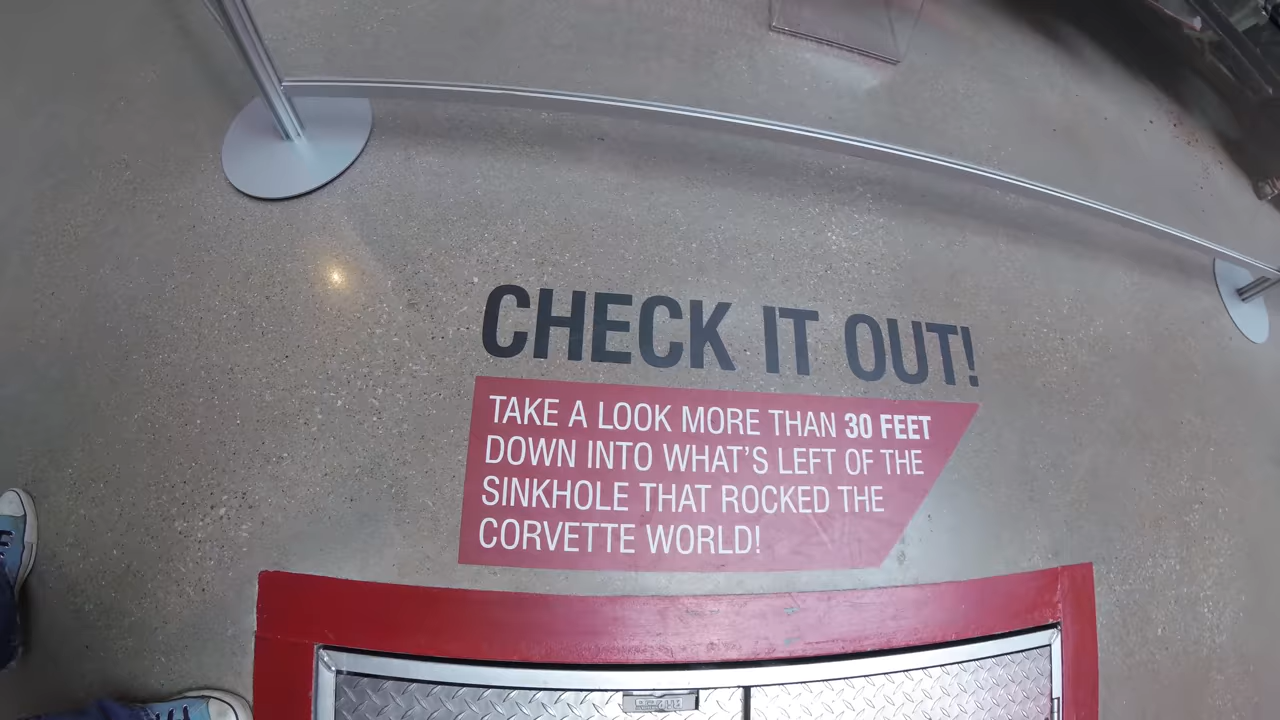 CHECK IT OUT!
TAKE A LOOK MORE THAN 30 FEET
DOWN INTO WHAT'S LEFT OF THE
SINKHOLE THAT ROCKED THE
CORVETTE WORLD!